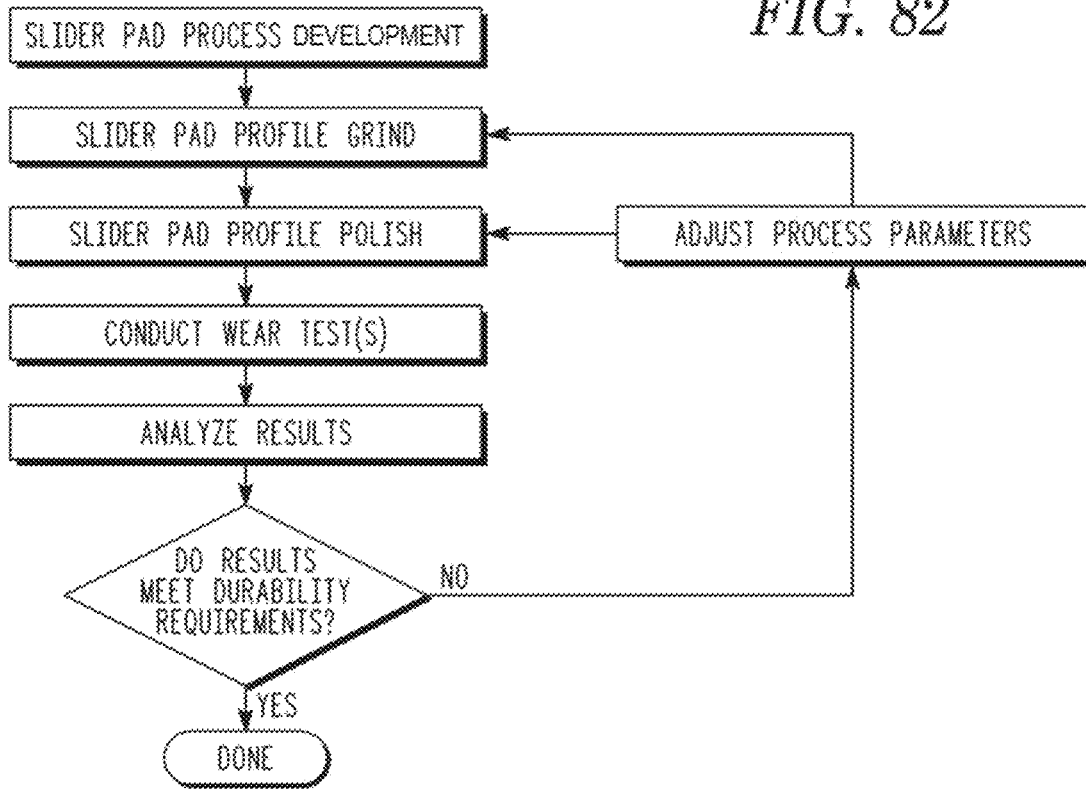 FIG. 82
SLIDER PAD PROCESS DEVELOPMENT
SLIDER PAD PROFILE GRIND
SLIDER PAD PROFILE POLISH
ADJUST PROCESS PARAMETERS
CONDUCT WEAR TEST(S)
ANALYZE RESULTS
DO RESULTS
MEET DURABILITY
REQUIREMENTS?
NO
YES
DONE